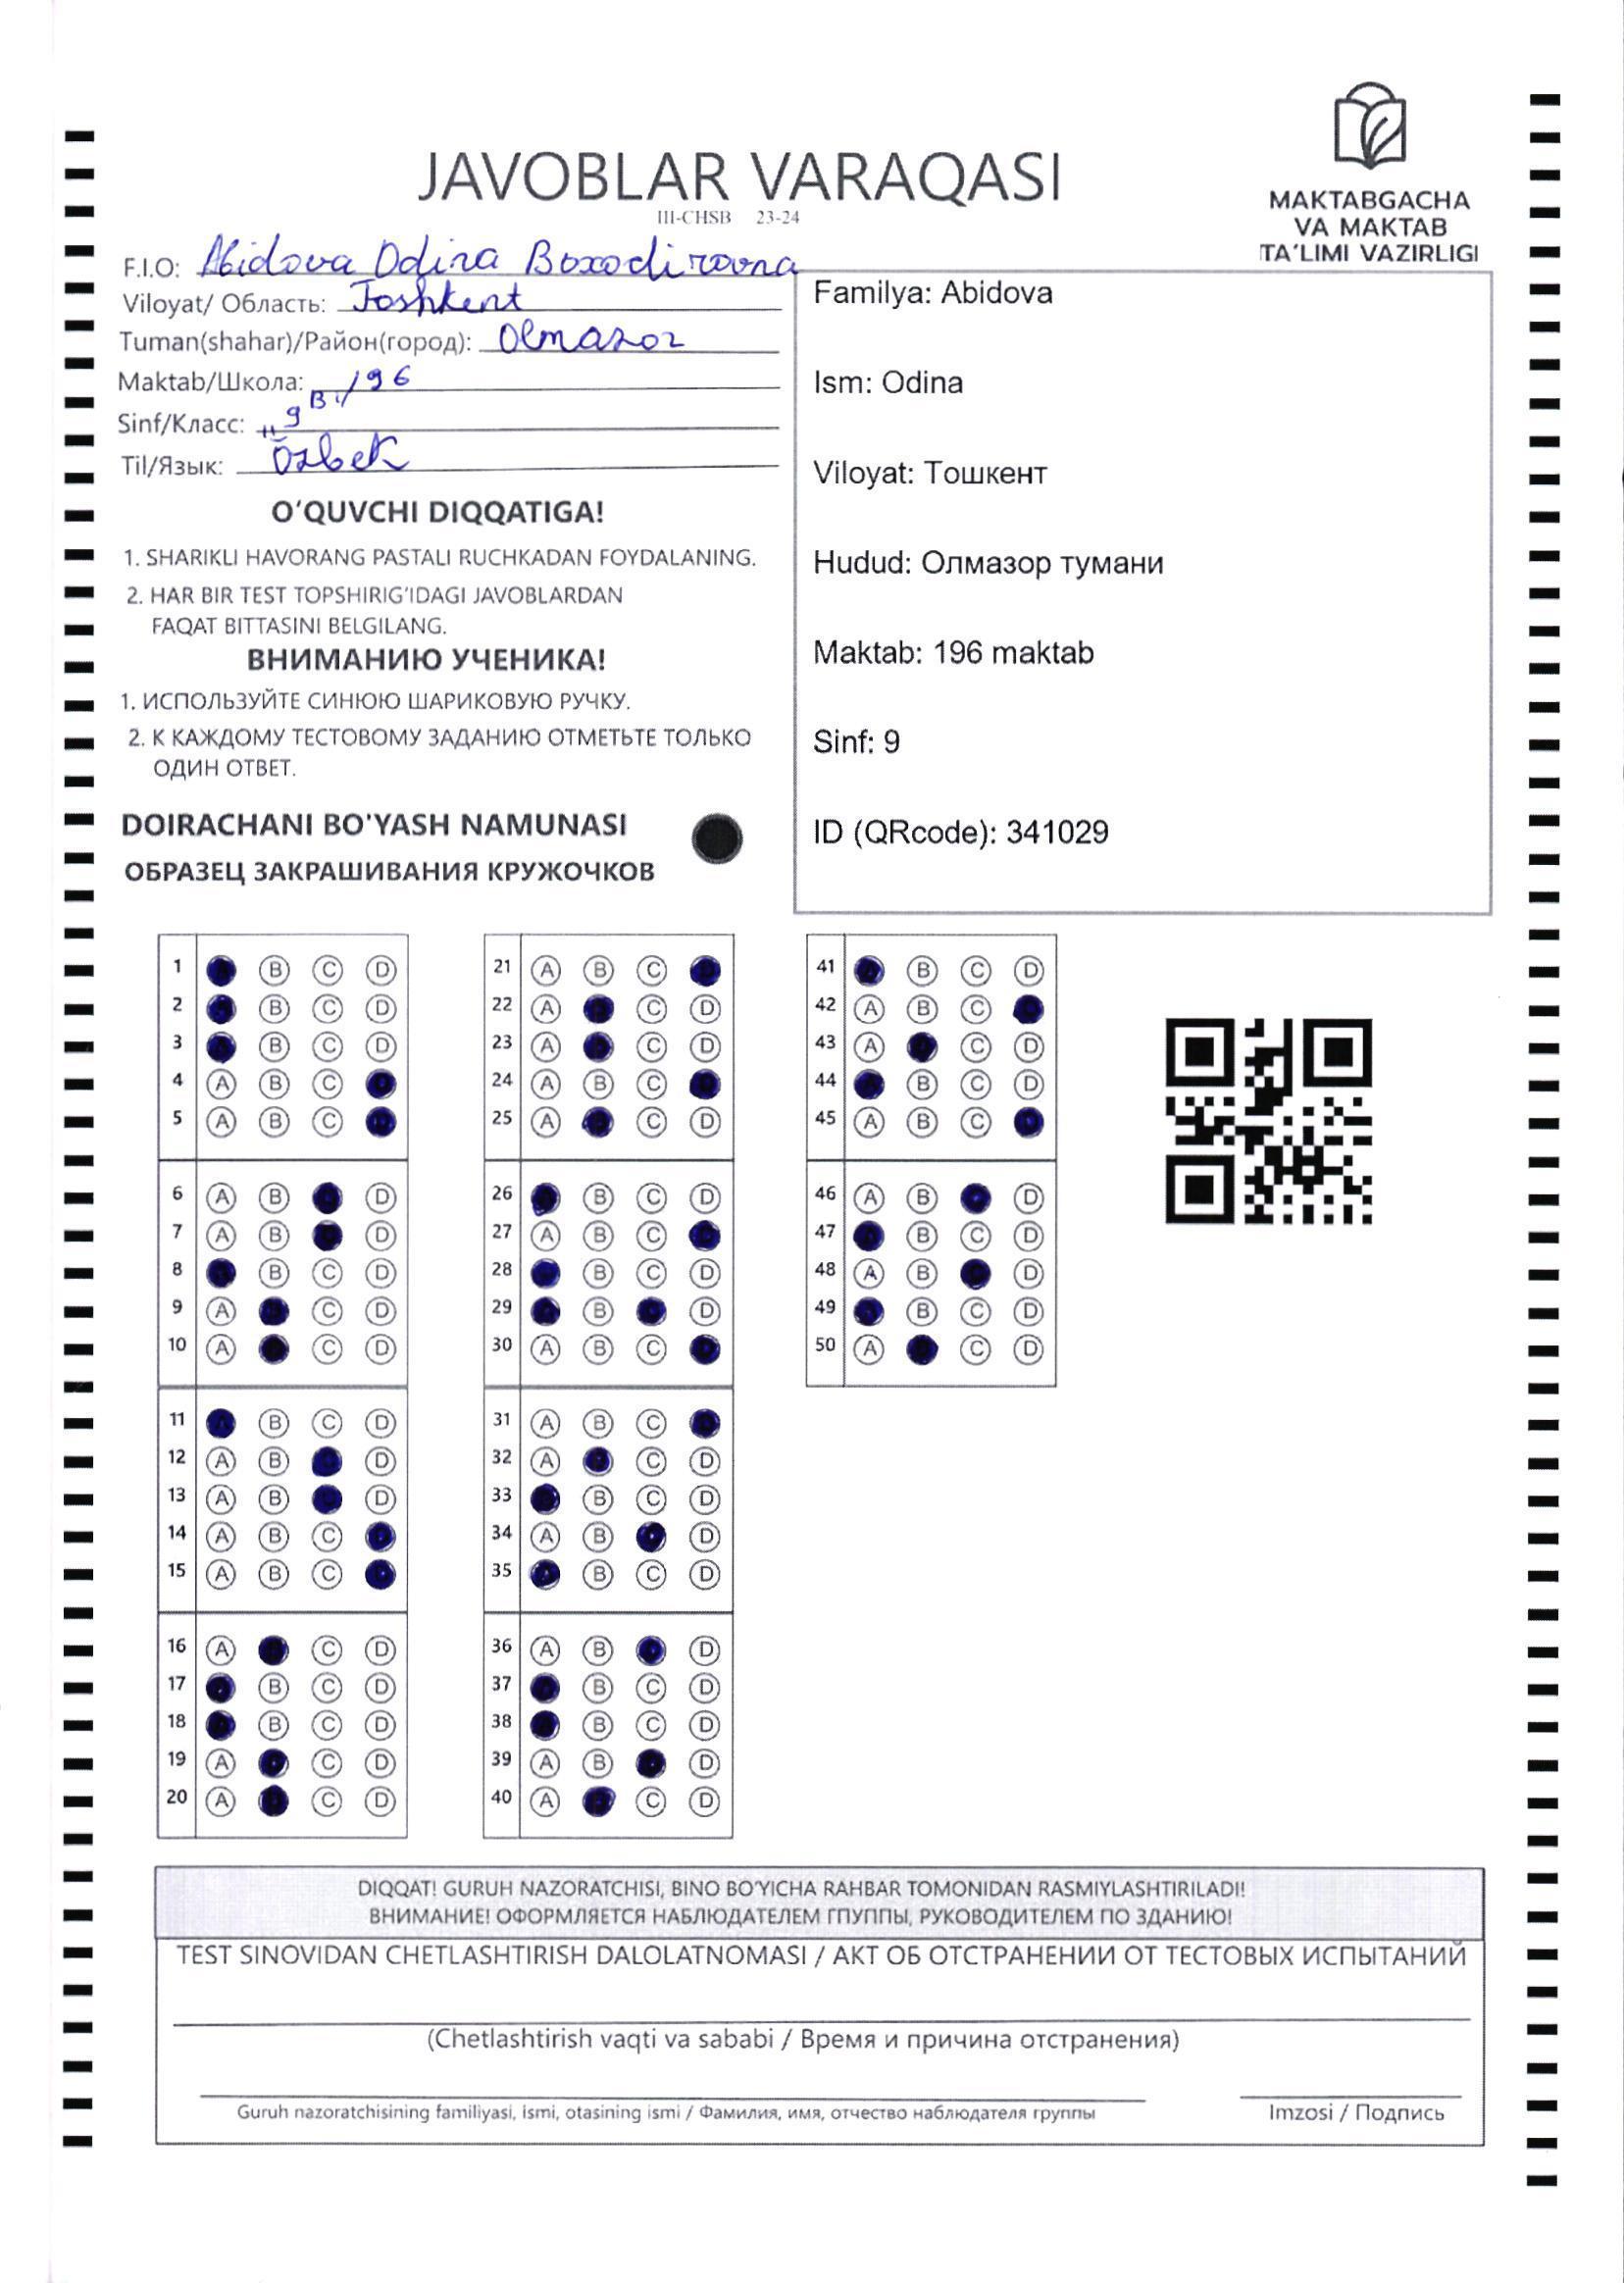 JAVOBLAR VARAQASI
III-CHSB 23-24
MAKTABGACHA
VA MAKTAB
TA'LIMI VAZIRLIGI
F.I.O: Abidova Odina Boxodirovna
Viloyat/ Область: Toshkent
Tuman(shahar)/Район(город): Olmazor
Maktab/Школа: 196
Sinf/Класс: "9 B"
Til/Язык: Özbek
O'QUVCHI DIQQATIGA!
1. SHARIKLI HAVORANG PASTALI RUCHKADAN FOYDALANING.
2. HAR BIR TEST TOPSHIRIG'IDAGI JAVOBLARDAN
FAQAT BITTASINI BELGILANG.
ВНИМАНИЮ УЧЕНИКА!
1. ИСПОЛЬЗУЙТЕ СИНЮЮ ШАРИКОВУЮ РУЧКУ.
2. К КАЖДОМУ ТЕСТОВОМУ ЗАДАНИЮ ОТМЕТЬТЕ ТОЛЬКО
ОДИН ОТВЕТ.
DOIRACHANI BO'YASH NAMUNASI
ОБРАЗЕЦ ЗАКРАШИВАНИЯ КРУЖОЧКОВ
Familya: Abidova
Ism: Odina
Viloyat: Тошкент
Hudud: Олмазор тумани
Maktab: 196 maktab
Sinf: 9
ID (QRcode): 341029
1 A B C D
2 B C D
3 A B C D
4 A B C
5 A B C
6 A B D
7 A B D
8 B C D
9 A C D
10 A C D
11 B C D
12 A B D
13 A B D
14 A B C
15 A B C
16 A C D
17 B C D
18 B C D
19 A C D
20 A C D
21 A B C
22 A C D
23 A C D
24 A B C
25 A C D
26 B C D
27 A B C
28 B C D
29 B D
30 A B C
31 A B C
32 A C D
33 B C D
34 A B D
35 B C D
36 A B D
37 B C D
38 B C D
39 A B D
40 A C D
41 B C D
42 A B C
43 A C D
44 B C D
45 A B C
46 A B D
47 B C D
48 A B D
49 B C D
50 A C D
DIQQAT! GURUH NAZORATCHISI, BINO BO'YICHA RAHBAR TOMONIDAN RASMIYLASHTIRILADI!
ВНИМАНИЕ! ОФОРМЛЯЕТСЯ НАБЛЮДАТЕЛЕМ ГПУППЫ, РУКОВОДИТЕЛЕМ ПО ЗДАНИЮ!
TEST SINOVIDAN CHETLASHTIRISH DALOLATNOMASI / АКТ ОБ ОТСТРАНЕНИИ ОТ ТЕСТОВЫХ ИСПЫТАНИЙ
(Chetlashtirish vaqti va sababi / Время и причина отстранения)
Guruh nazoratchisining familiyasi, ismi, otasining ismi / Фамилия, имя, отчество наблюдателя группы
Imzosi / Подпись